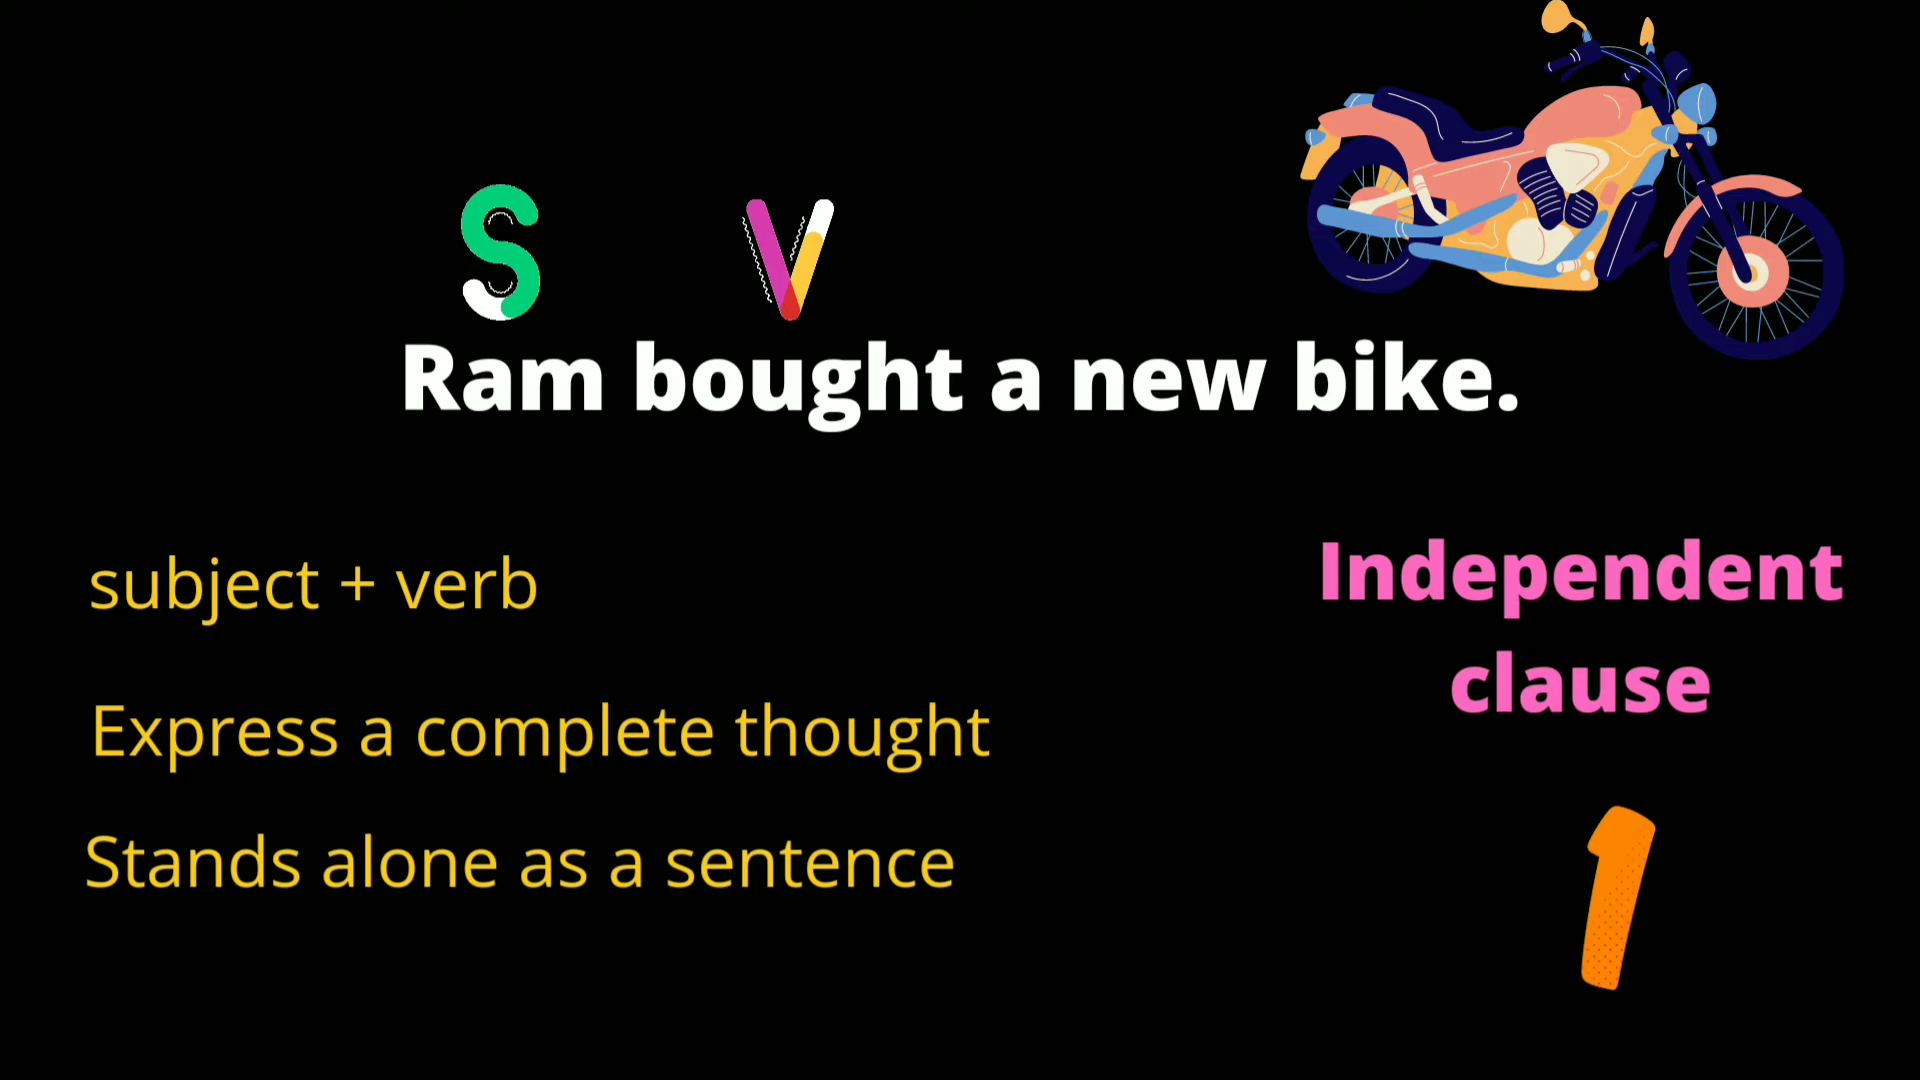 S V
Ram bought a new bike.
subject + verb
Express a complete thought
Stands alone as a sentence
Independent
clause
1